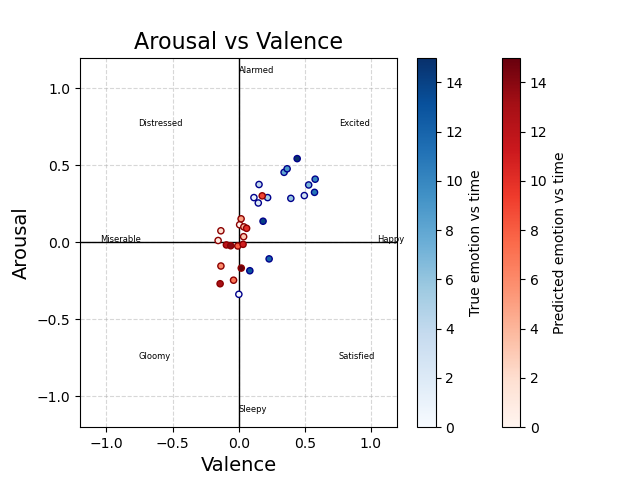 Arousal vs Valence
Alarmed
Distressed
Excited
Miserable
Happy
Gloomy
Satisfied
Sleepy
1.0
0.5
0.0
−0.5
−1.0
Arousal
−1.0
−0.5
0.0
0.5
1.0
Valence
14
12
10
8
6
4
2
0
True emotion vs time
14
12
10
8
6
4
2
0
Predicted emotion vs time